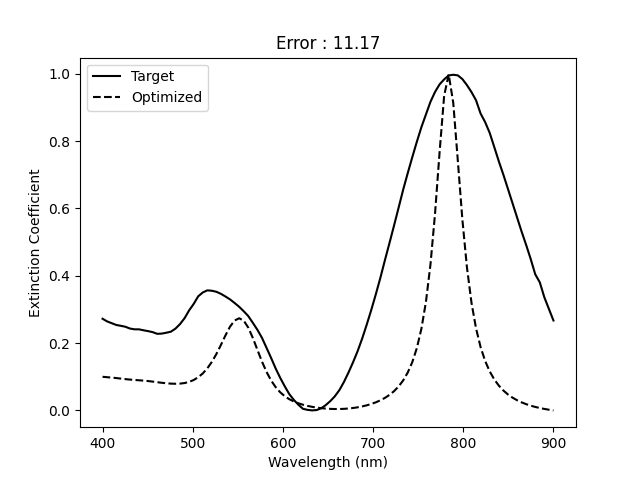 Error : 11.17
Target
Optimized
Extinction Coefficient
1.0
0.8
0.6
0.4
0.2
0.0
400 500 600 700 800 900
Wavelength (nm)